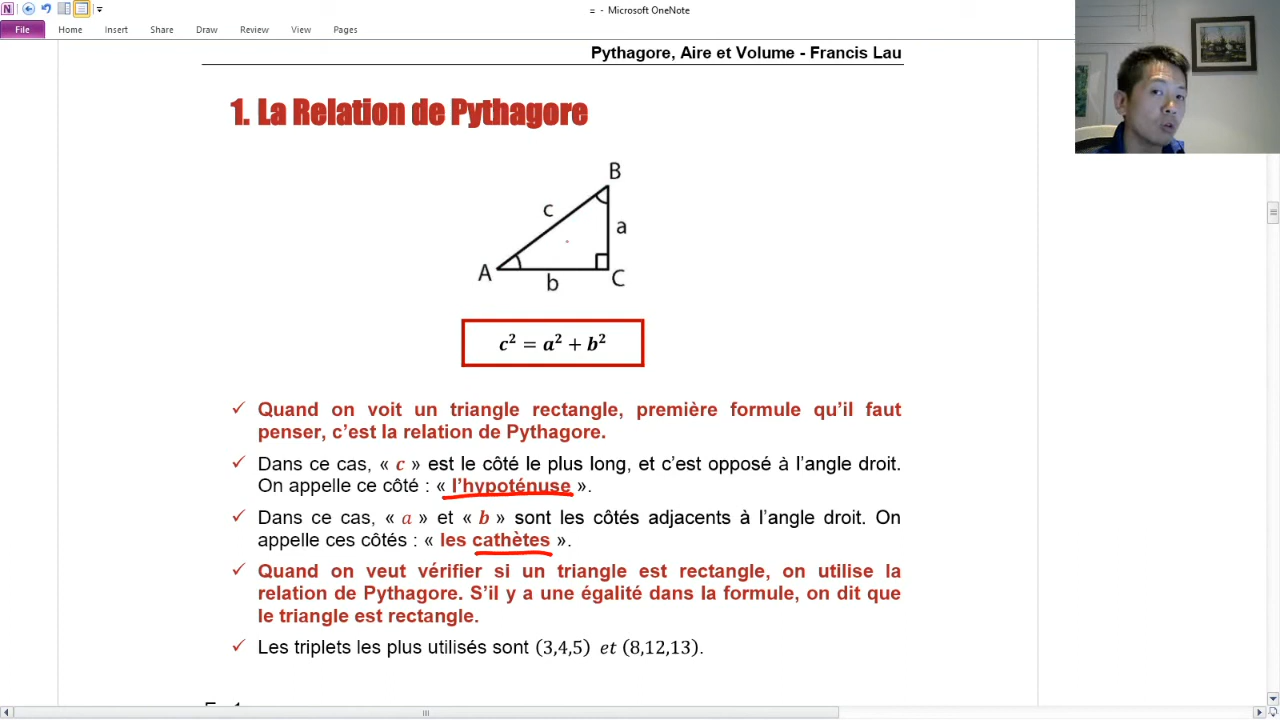 = - Microsoft OneNote
File Home Insert Share Draw Review View Pages
Pythagore, Aire et Volume - Francis Lau
1. La Relation de Pythagore
B
c
a
A
b
C
c² = a² + b²
✓ Quand on voit un triangle rectangle, première formule qu'il faut
penser, c'est la relation de Pythagore.
✓ Dans ce cas, « c » est le côté le plus long, et c'est opposé à l'angle droit.
On appelle ce côté : « l'hypoténuse ».
✓ Dans ce cas, « a » et « b » sont les côtés adjacents à l'angle droit. On
appelle ces côtés : « les cathètes ».
✓ Quand on veut vérifier si un triangle est rectangle, on utilise la
relation de Pythagore. S'il y a une égalité dans la formule, on dit que
le triangle est rectangle.
✓ Les triplets les plus utilisés sont (3,4,5) et (8,12,13).